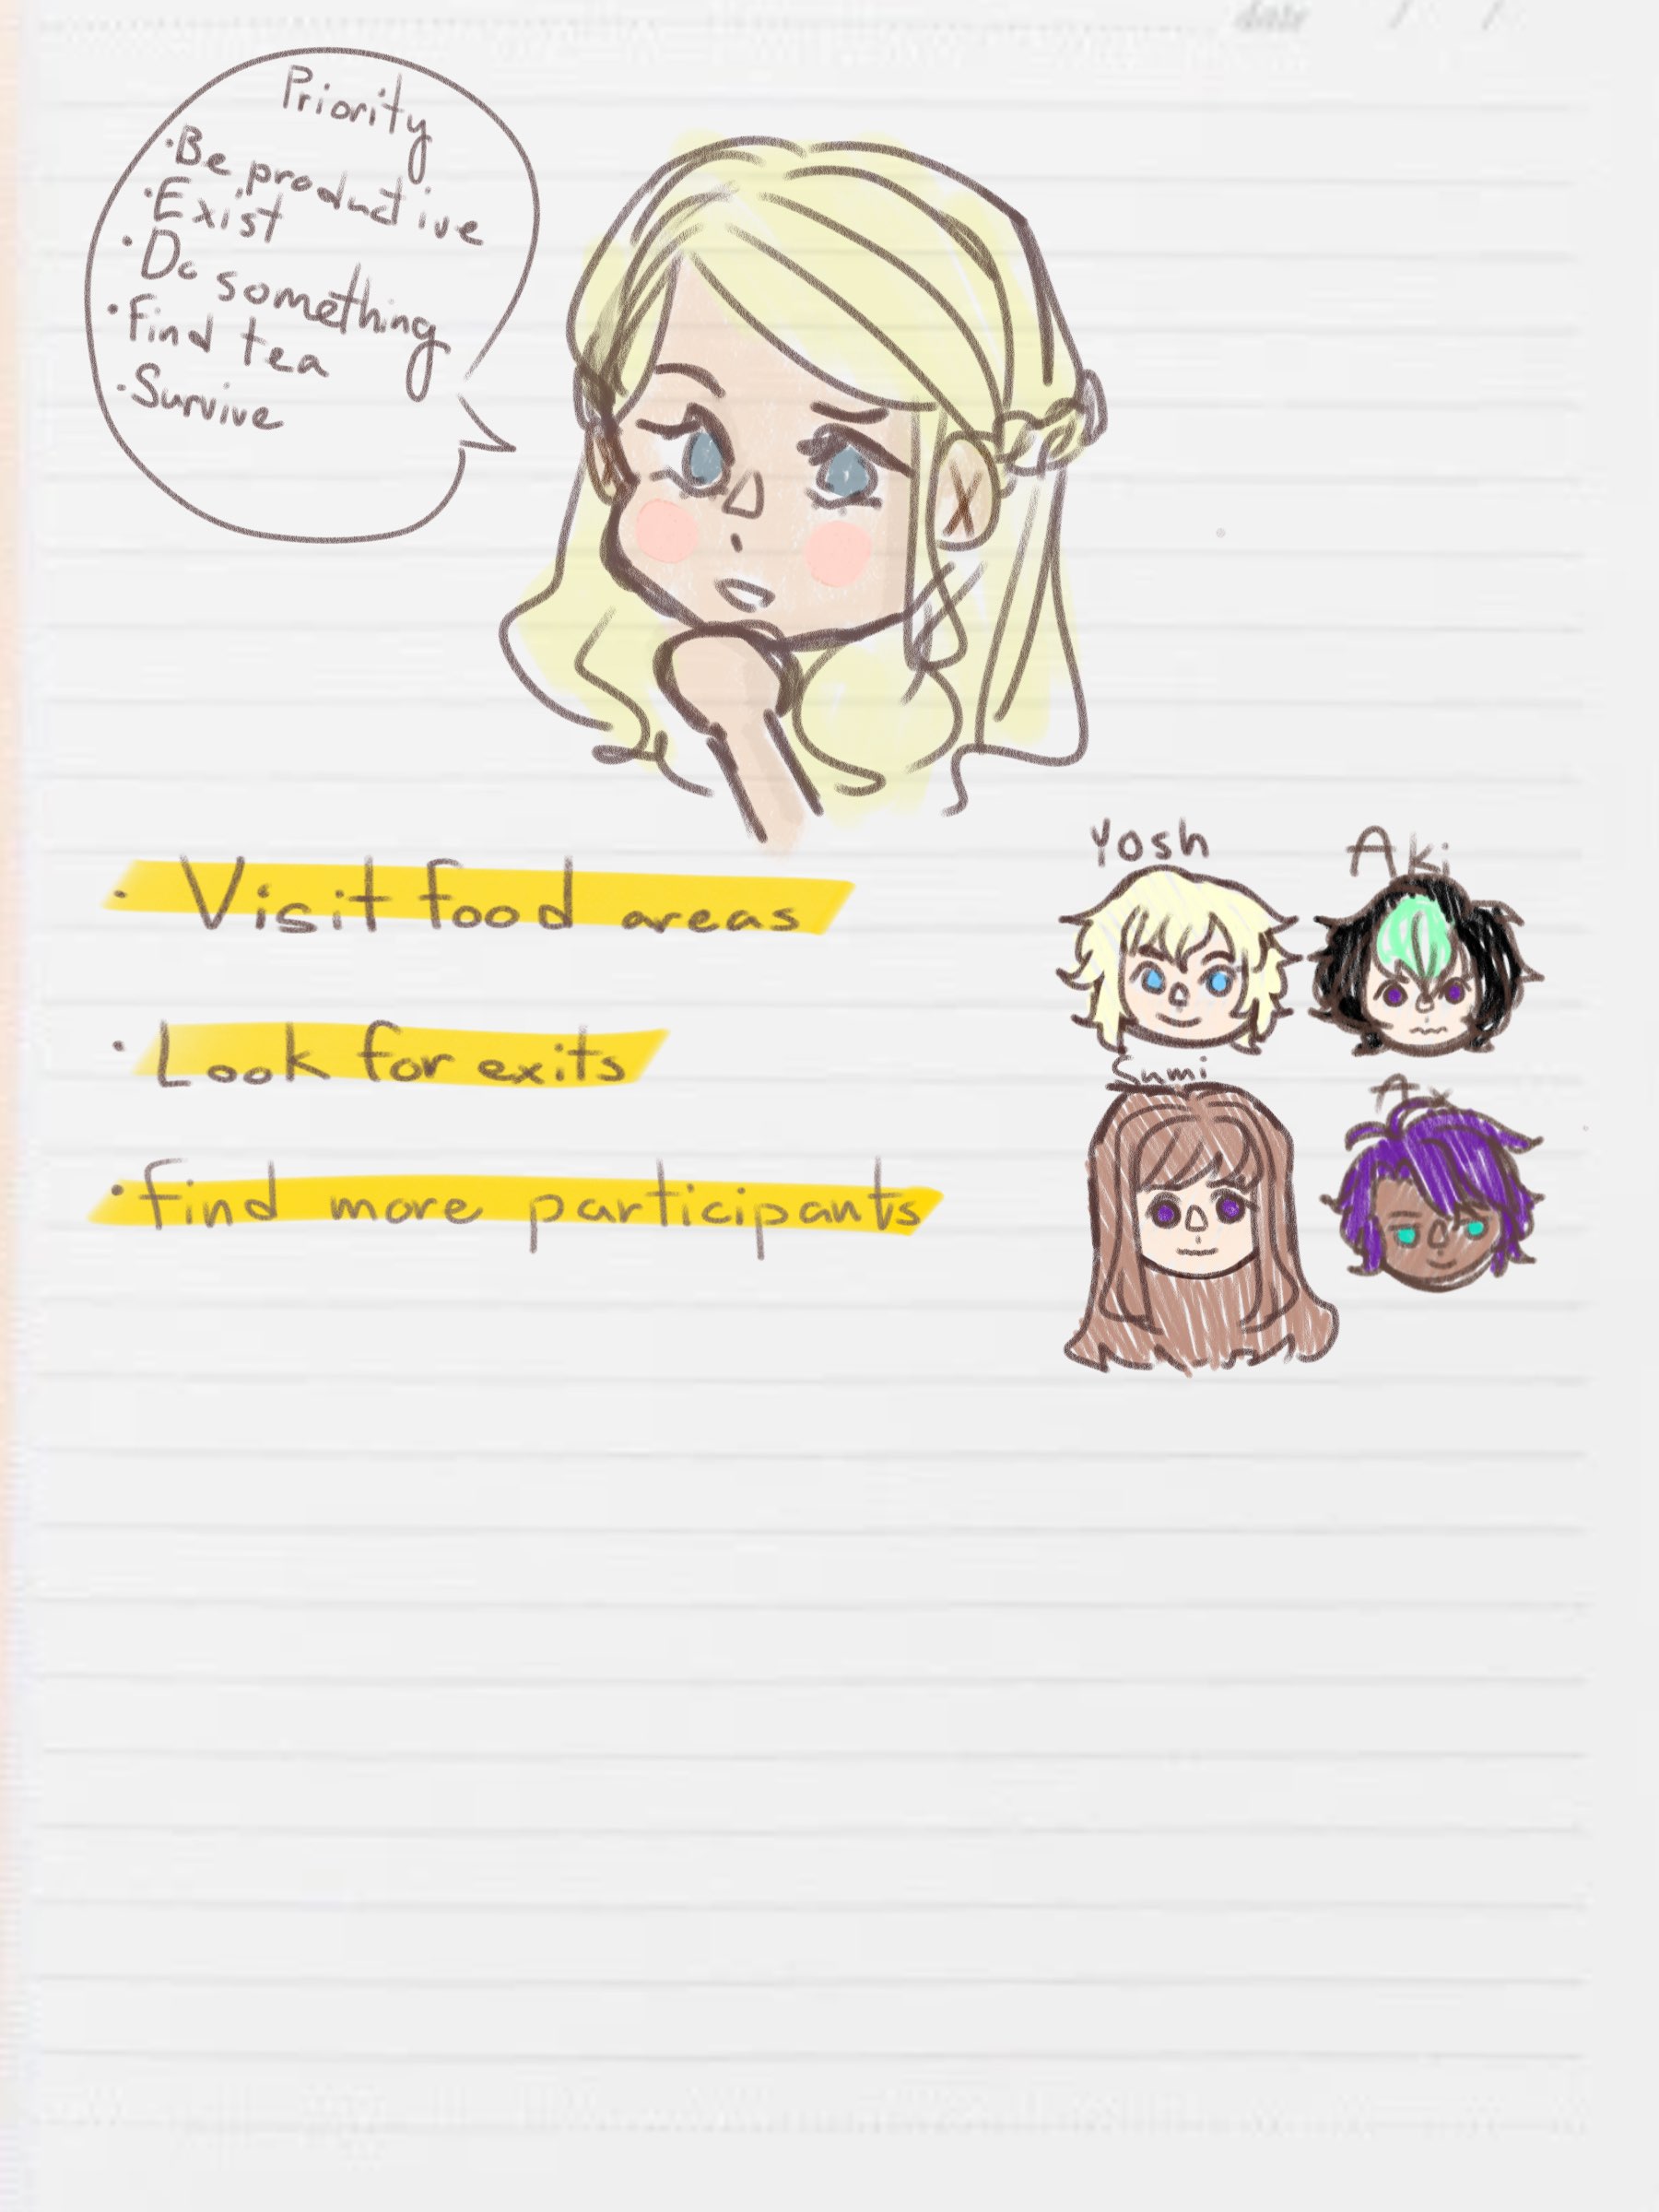 date / /
Priority
·Be productive
·Exist
·Do something
·Find tea
·Survive
Yosh
Aki
· Visit food areas
· Look for exits
Sumi
Ax
· Find more participants